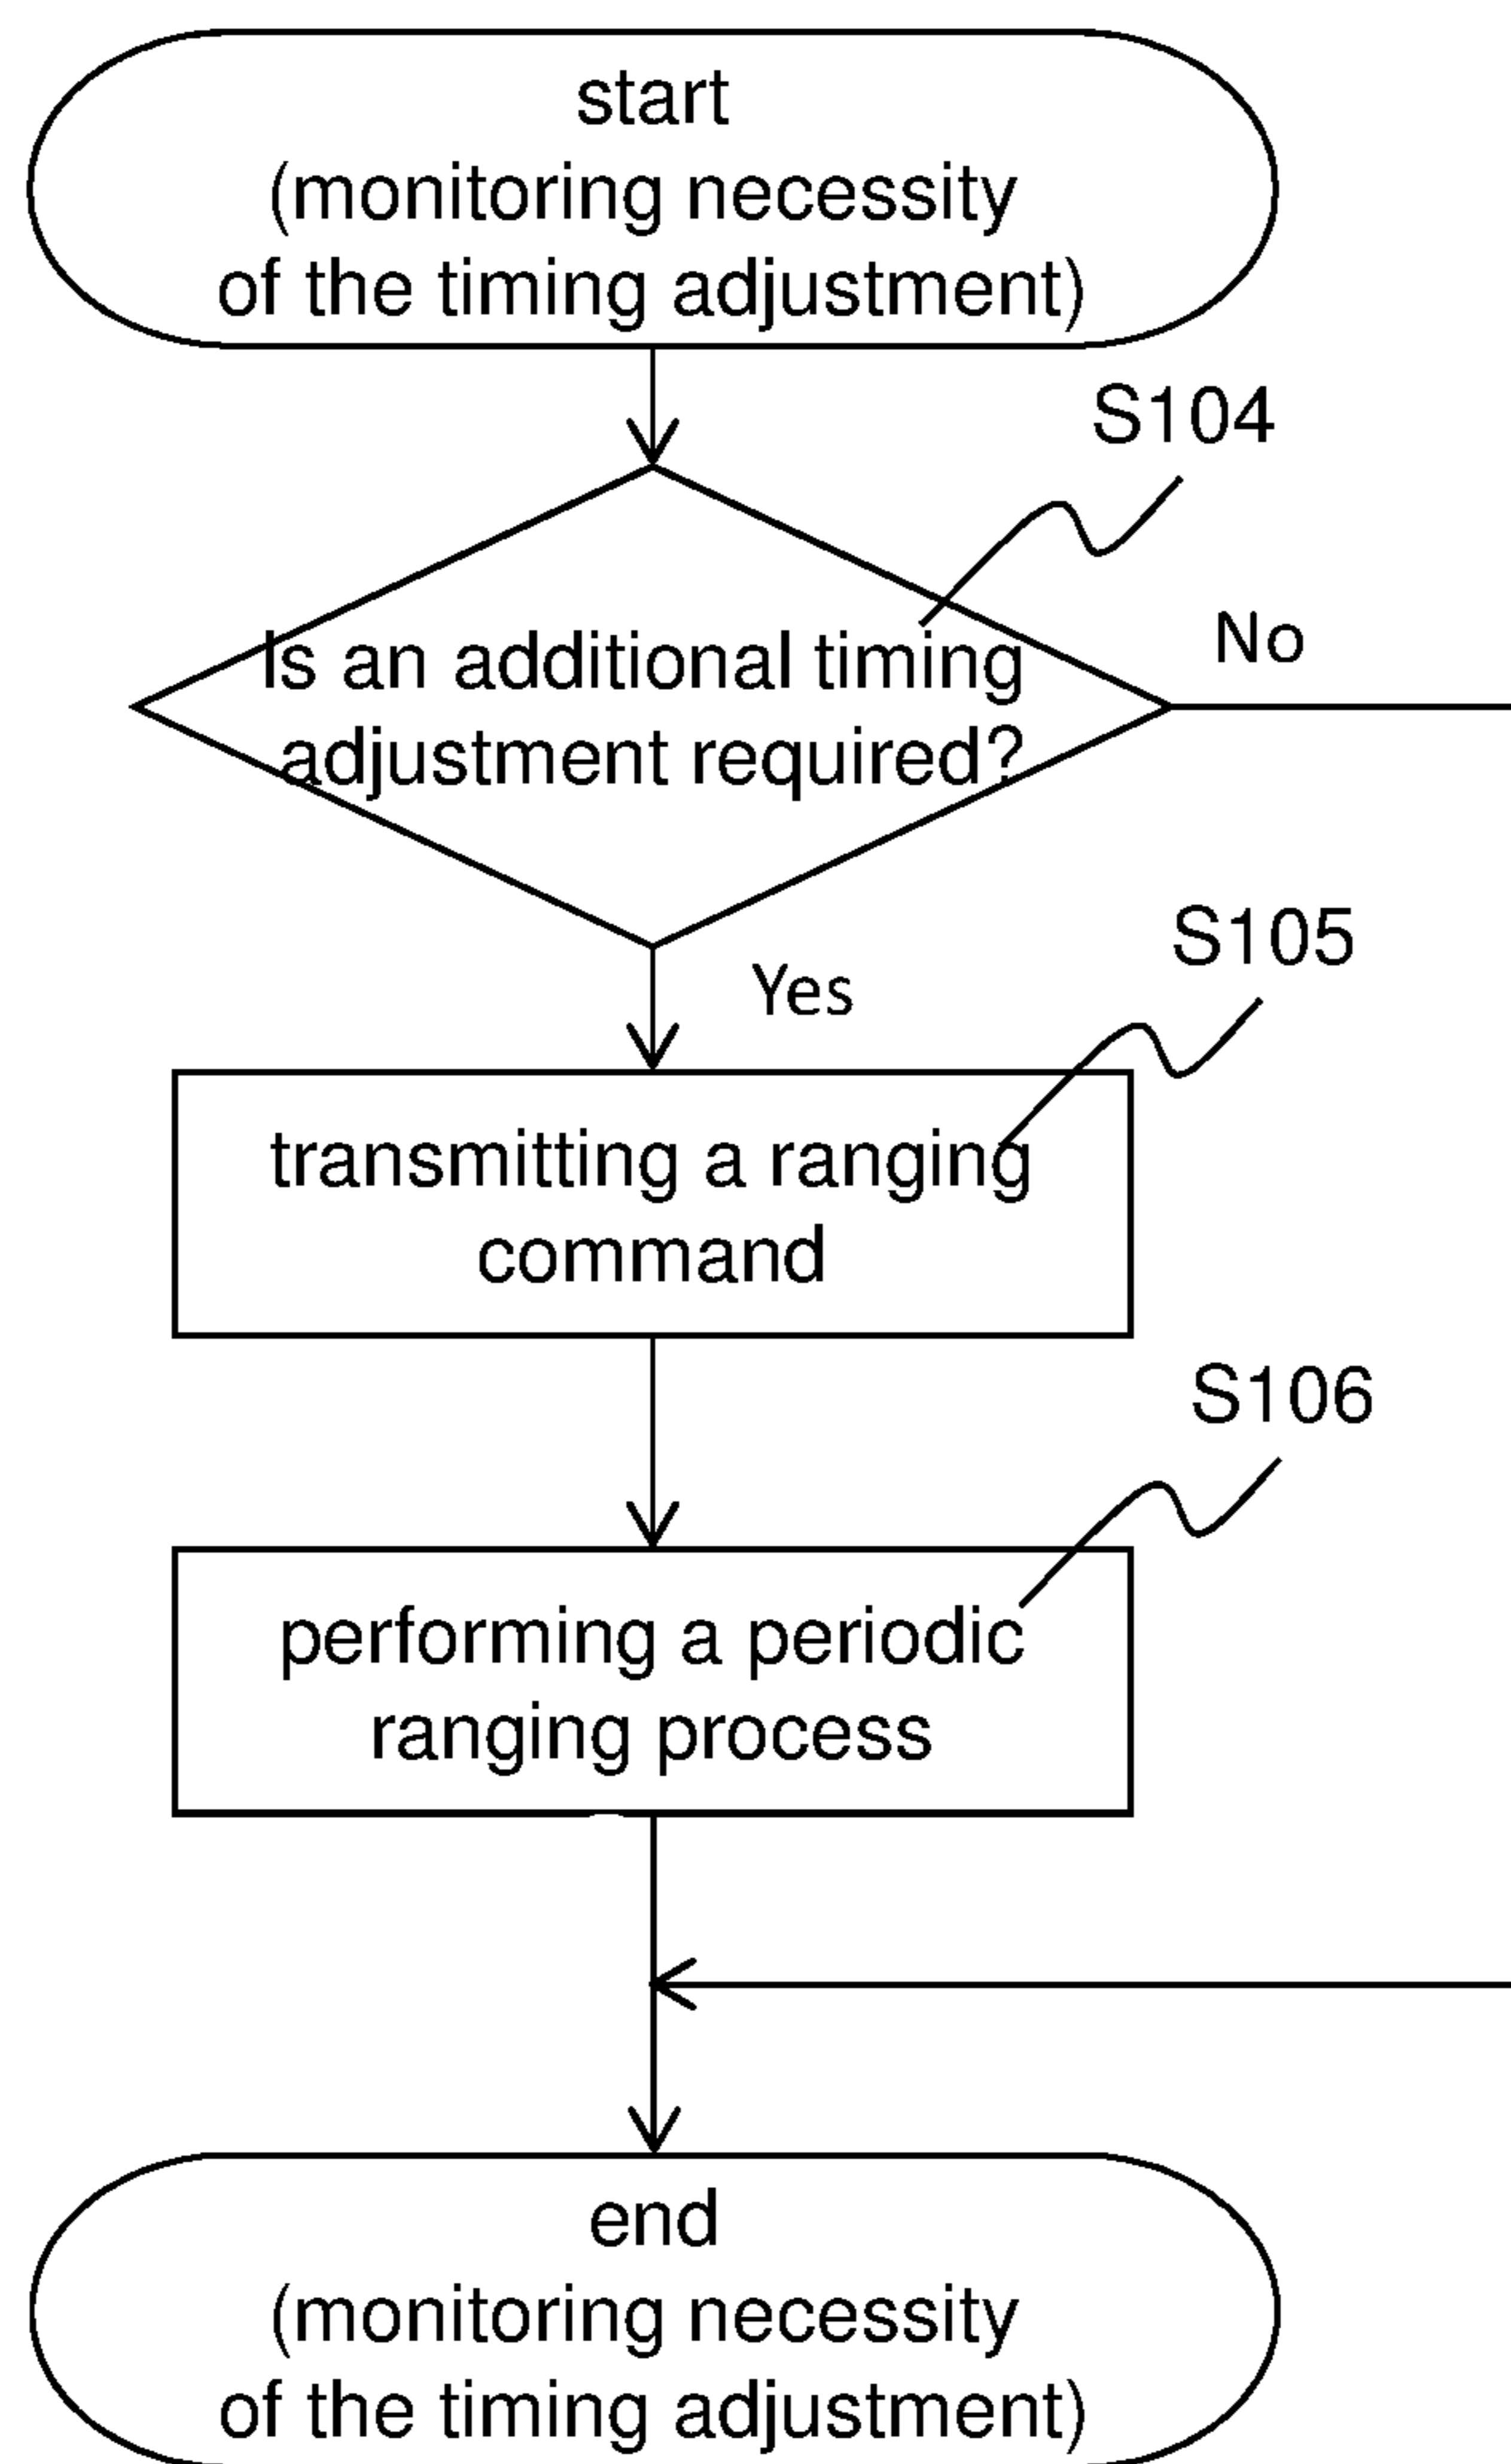 start
(monitoring necessity
of the timing adjustment)
S104
Is an additional timing
adjustment required?
No
Yes
S105
transmitting a ranging
command
S106
performing a periodic
ranging process
end
(monitoring necessity
of the timing adjustment)